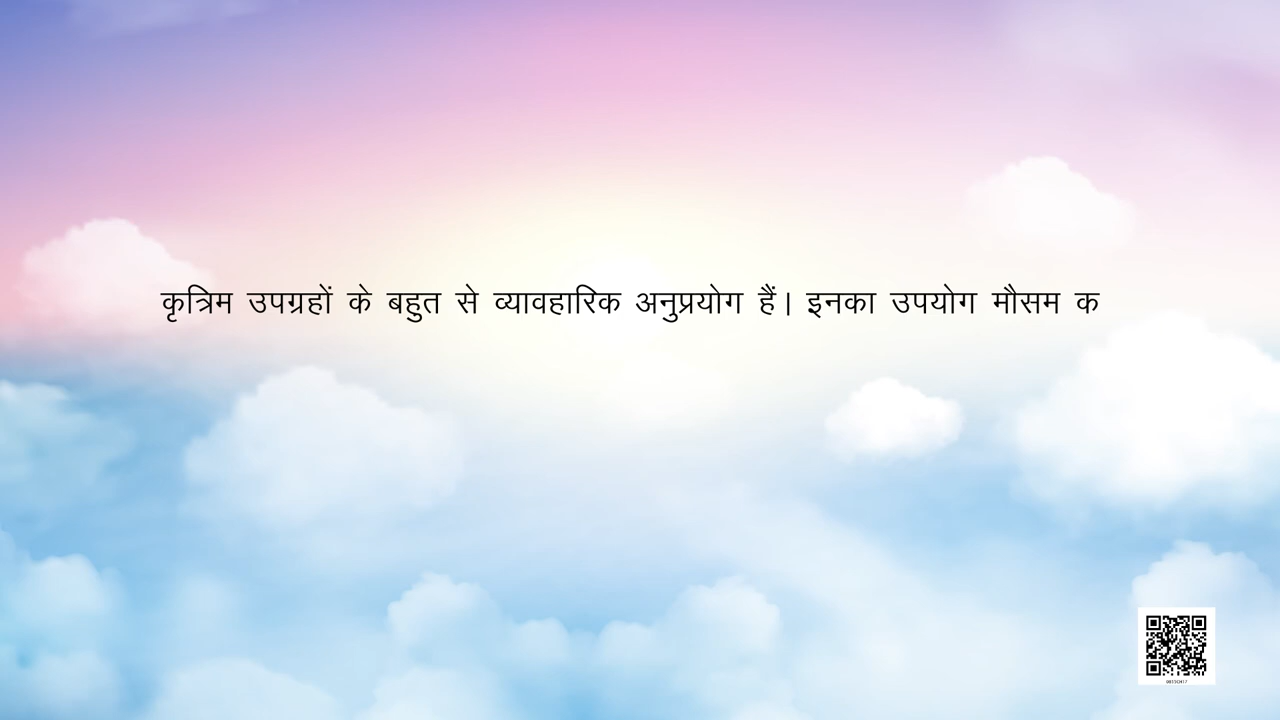 कृत्रिम उपग्रहों के बहुत से व्यावहारिक अनुप्रयोग हैं। इनका उपयोग मौसम क